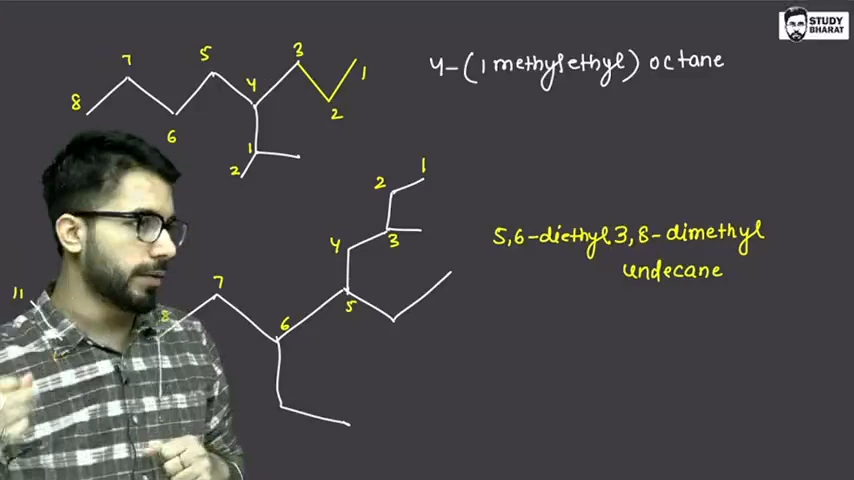 STUDY
BHARAT
4-(1methylethyl) octane
8 7 6 5 4 3 2 1
1
2
1
2
3
4
5
6
7
8
11
5,6-diethyl 3,8-dimethyl
undecane